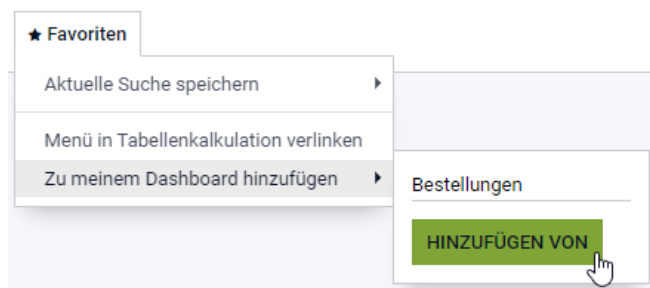 ★ Favoriten
Aktuelle Suche speichern
Menü in Tabellenkalkulation verlinken
Zu meinem Dashboard hinzufügen
Bestellungen
HINZUFÜGEN VON